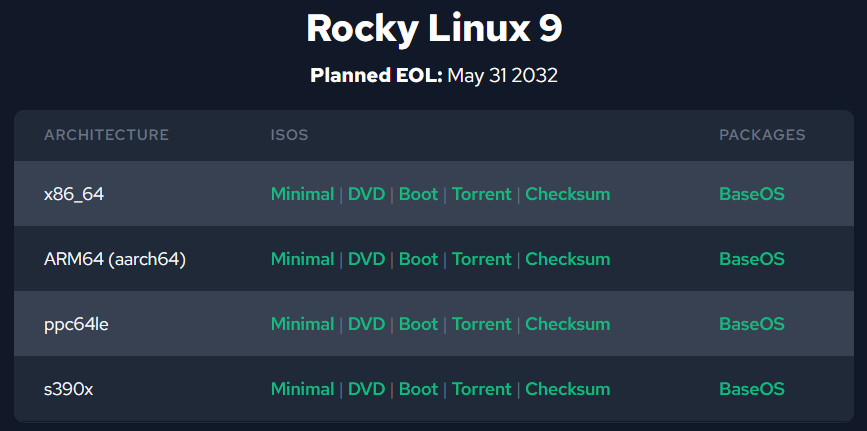 Rocky Linux 9
Planned EOL: May 31 2032
ARCHITECTURE ISOS PACKAGES
x86_64 Minimal | DVD | Boot | Torrent | Checksum BaseOS
ARM64 (aarch64) Minimal | DVD | Boot | Torrent | Checksum BaseOS
ppc64le Minimal | DVD | Boot | Torrent | Checksum BaseOS
s390x Minimal | DVD | Boot | Torrent | Checksum BaseOS